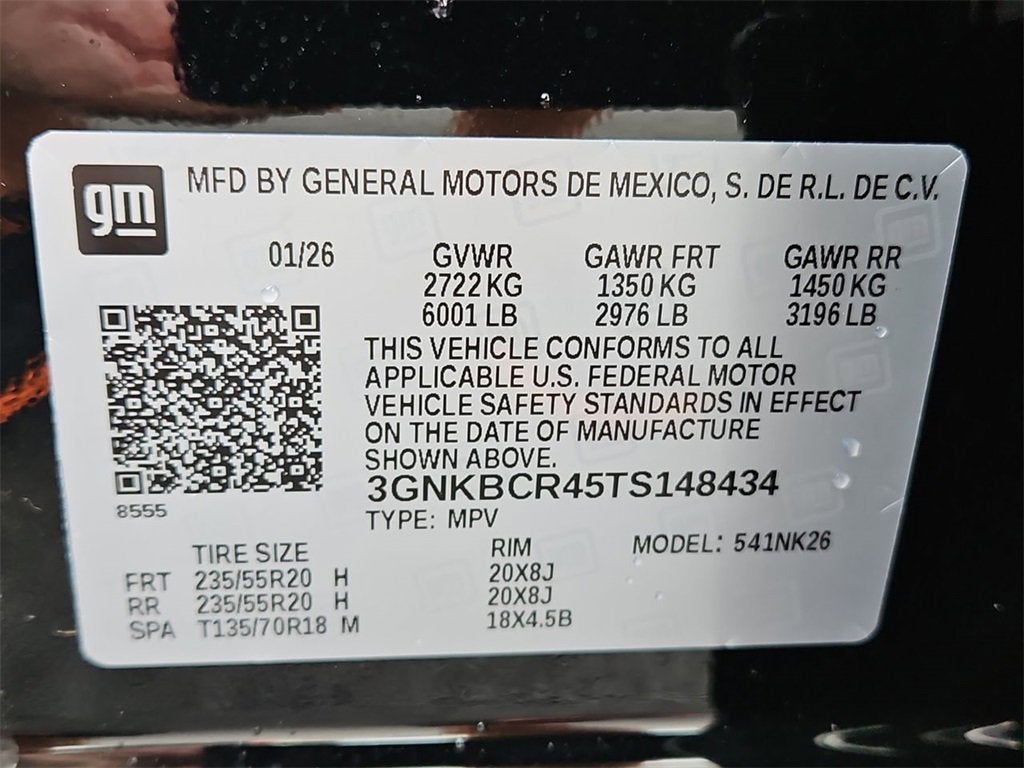 gm
MFD BY GENERAL MOTORS DE MEXICO, S. DE R.L. DE C.V.
01/26 GVWR GAWR FRT GAWR RR
2722 KG 1350 KG 1450 KG
6001 LB 2976 LB 3196 LB
THIS VEHICLE CONFORMS TO ALL
APPLICABLE U.S. FEDERAL MOTOR
VEHICLE SAFETY STANDARDS IN EFFECT
ON THE DATE OF MANUFACTURE
SHOWN ABOVE.
3GNKBCR45TS148434
8555
TYPE: MPV
TIRE SIZE RIM MODEL: 541NK26
FRT 235/55R20 H 20X8J
RR 235/55R20 H 20X8J
SPA T135/70R18 M 18X4.5B